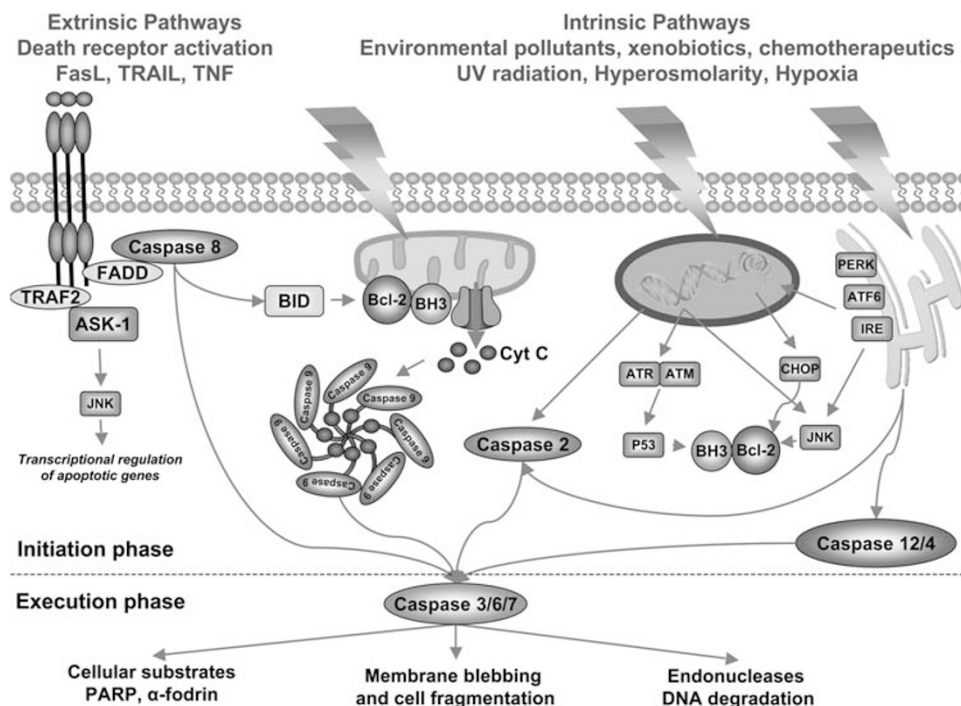 Extrinsic Pathways
Death receptor activation
FasL, TRAIL, TNF
Intrinsic Pathways
Environmental pollutants, xenobiotics, chemotherapeutics
UV radiation, Hyperosmolarity, Hypoxia
Caspase 8
FADD
TRAF2
ASK-1
JNK
Transcriptional regulation
of apoptotic genes
BID
Bcl-2
BH3
Cyt C
Caspase 9
Caspase 9
Caspase 9
Caspase 9
Caspase 9
Caspase 9
Caspase 9
PERK
ATF6
IRE
ATR
ATM
CHOP
P53
BH3
Bcl-2
JNK
Caspase 2
Caspase 12/4
Initiation phase
Execution phase
Caspase 3/6/7
Cellular substrates
PARP, α-fodrin
Membrane blebbing
and cell fragmentation
Endonucleases
DNA degradation